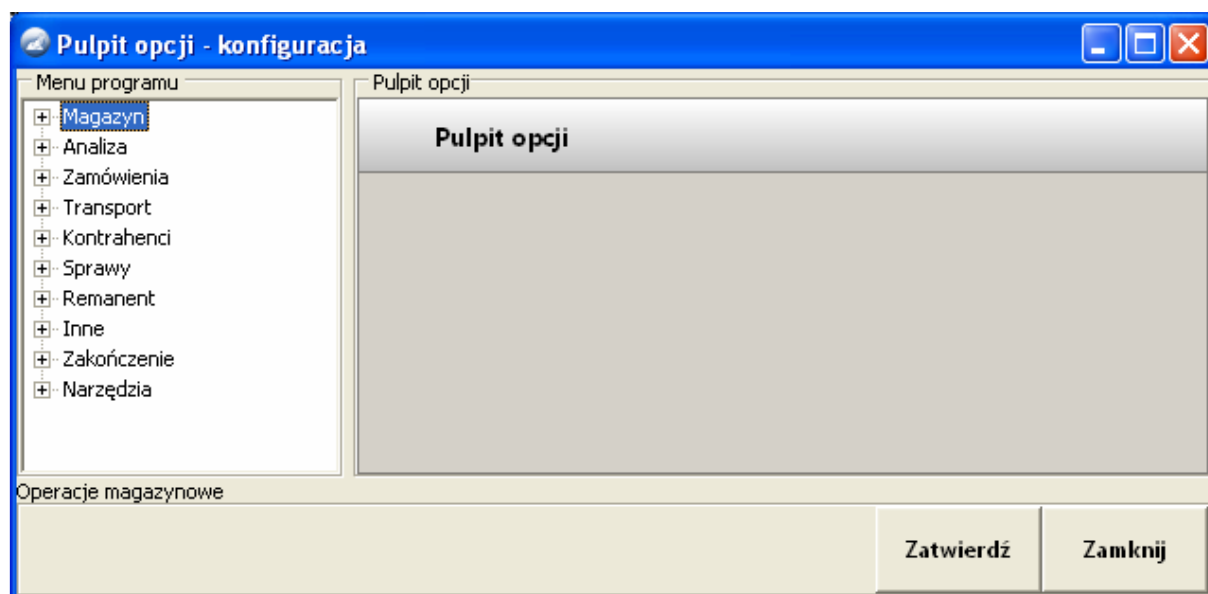 Pulpit opcji - konfiguracja
Menu programu
Pulpit opcji
Magazyn
Analiza
Zamówienia
Transport
Kontrahenci
Sprawy
Remanent
Inne
Zakończenie
Narzędzia
Pulpit opcji
Operacje magazynowe
Zatwierdź
Zamknij